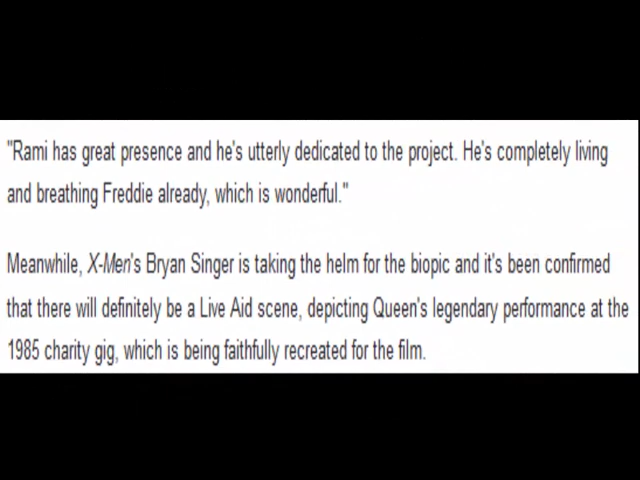 "Rami has great presence and he's utterly dedicated to the project. He's completely living
and breathing Freddie already, which is wonderful."
Meanwhile, X-Men's Bryan Singer is taking the helm for the biopic and it's been confirmed
that there will definitely be a Live Aid scene, depicting Queen's legendary performance at the
1985 charity gig, which is being faithfully recreated for the film.